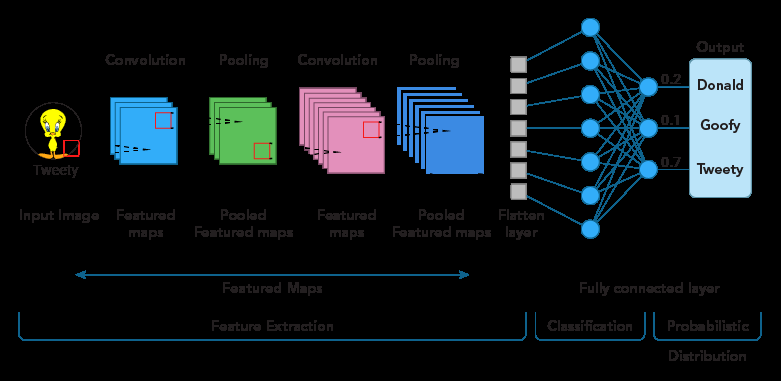 Convolution
Pooling
Convolution
Pooling
Output
0.2
Donald
0.1
Goofy
0.7
Tweety
Tweety
Input Image
Featured
maps
Pooled
Featured maps
Featured
maps
Pooled
Featured maps
Flatten
layer
Featured Maps
Fully connected layer
Feature Extraction
Classification
Probabilistic
Distribution